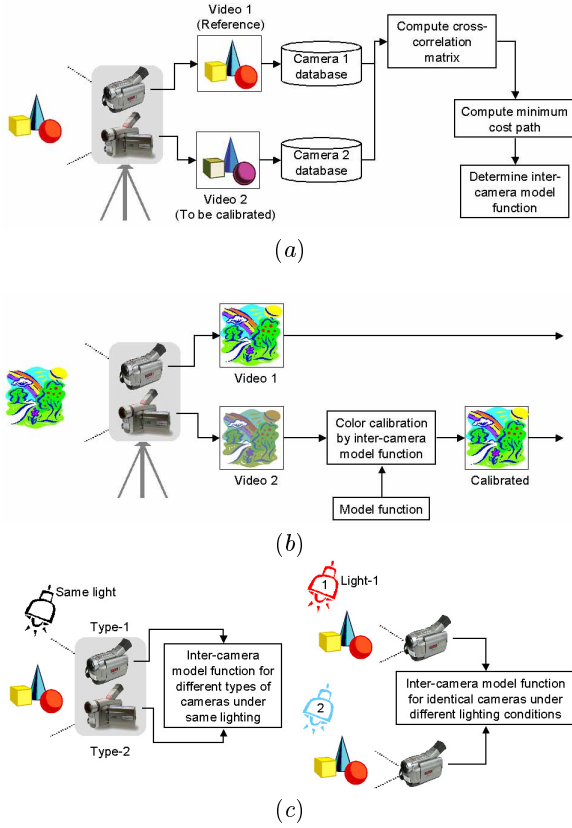 Video 1
(Reference)
Camera 1
database
Compute cross-
correlation
matrix
Compute minimum
cost path
Camera 2
database
Determine inter-
camera model
function
Video 2
(To be calibrated)
(a)
Video 1
Color calibration
by inter-camera
model function
Video 2
Calibrated
Model function
(b)
Same light
Type-1
Inter-camera
model function for
different types of
cameras under
same lighting
Type-2
1
Light-1
Inter-camera model function
for identical cameras under
different lighting conditions
2
(c)